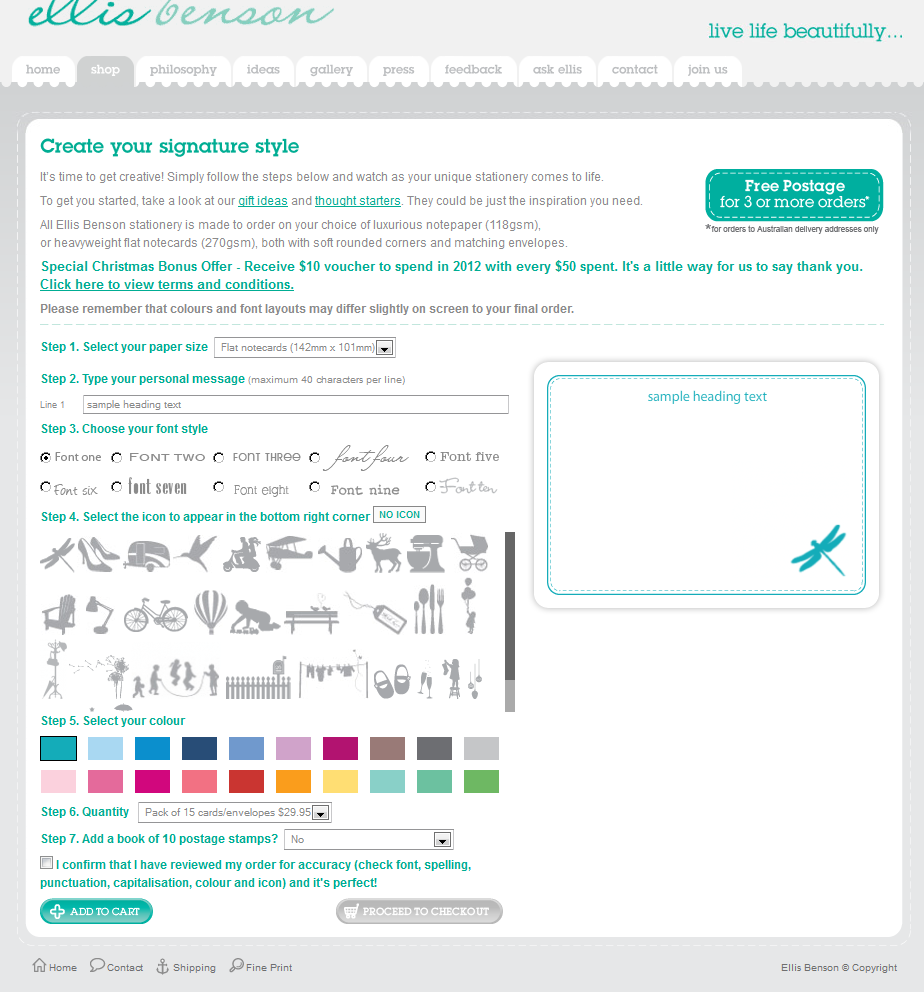 ellis benson
live life beautifully...
home shop philosophy ideas gallery press feedback ask ellis contact join us
Create your signature style
It's time to get creative! Simply follow the steps below and watch as your unique stationery comes to life.
To get you started, take a look at our gift ideas and thought starters. They could be just the inspiration you need.
All Ellis Benson stationery is made to order on your choice of luxurious notepaper (118gsm),
or heavyweight flat notecards (270gsm), both with soft rounded corners and matching envelopes.
Free Postage
for 3 or more orders*
*for orders to Australian delivery addresses only
Special Christmas Bonus Offer - Receive $10 voucher to spend in 2012 with every $50 spent. It's a little way for us to say thank you.
Click here to view terms and conditions.
Please remember that colours and font layouts may differ slightly on screen to your final order.
Step 1. Select your paper size Flat notecards (142mm x 101mm)
Step 2. Type your personal message (maximum 40 characters per line)
Line 1 sample heading text
Step 3. Choose your font style
Font one FONT TWO FONT THREE font four Font five
Font six font seven Font eight Font nine Font ten
Step 4. Select the icon to appear in the bottom right corner NO ICON
Step 5. Select your colour
Step 6. Quantity Pack of 15 cards/envelopes $29.95
Step 7. Add a book of 10 postage stamps? No
I confirm that I have reviewed my order for accuracy (check font, spelling,
punctuation, capitalisation, colour and icon) and it's perfect!
ADD TO CART PROCEED TO CHECKOUT
sample heading text
Home Contact Shipping Fine Print
Ellis Benson © Copyright